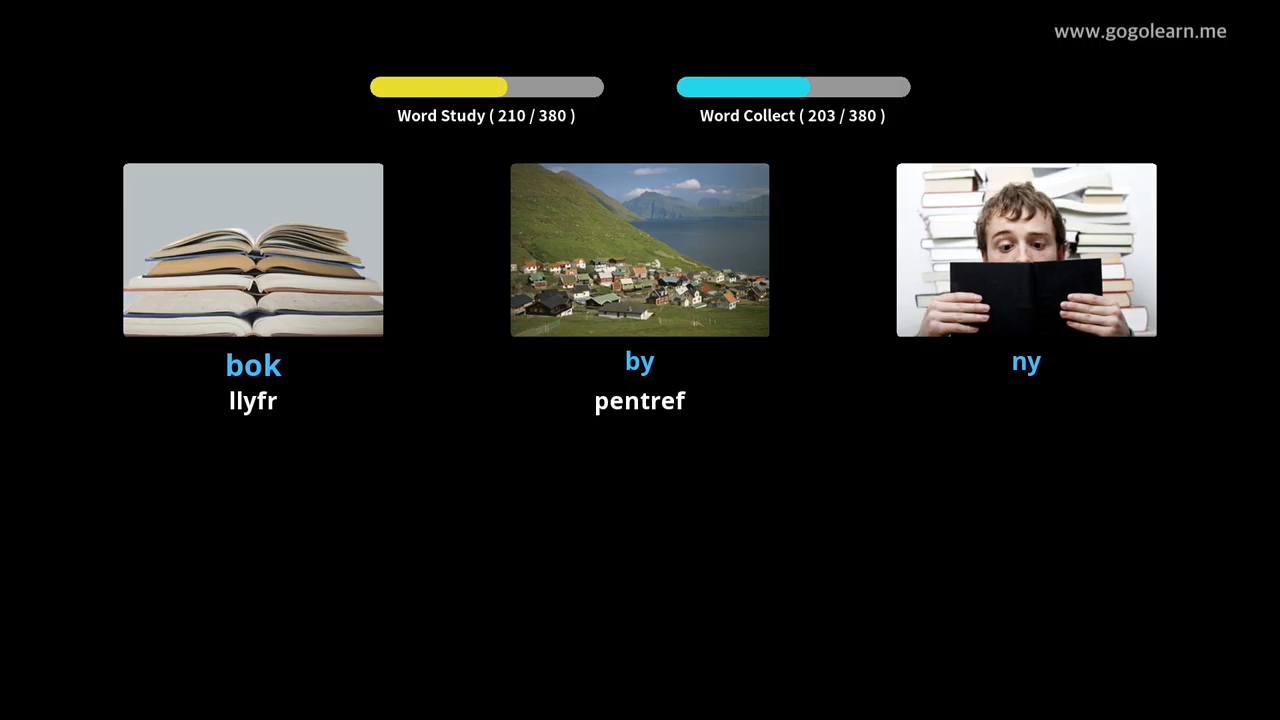 www.gogolearn.me
Word Study ( 210 / 380 )
Word Collect ( 203 / 380 )
bok
llyfr
by
pentref
ny